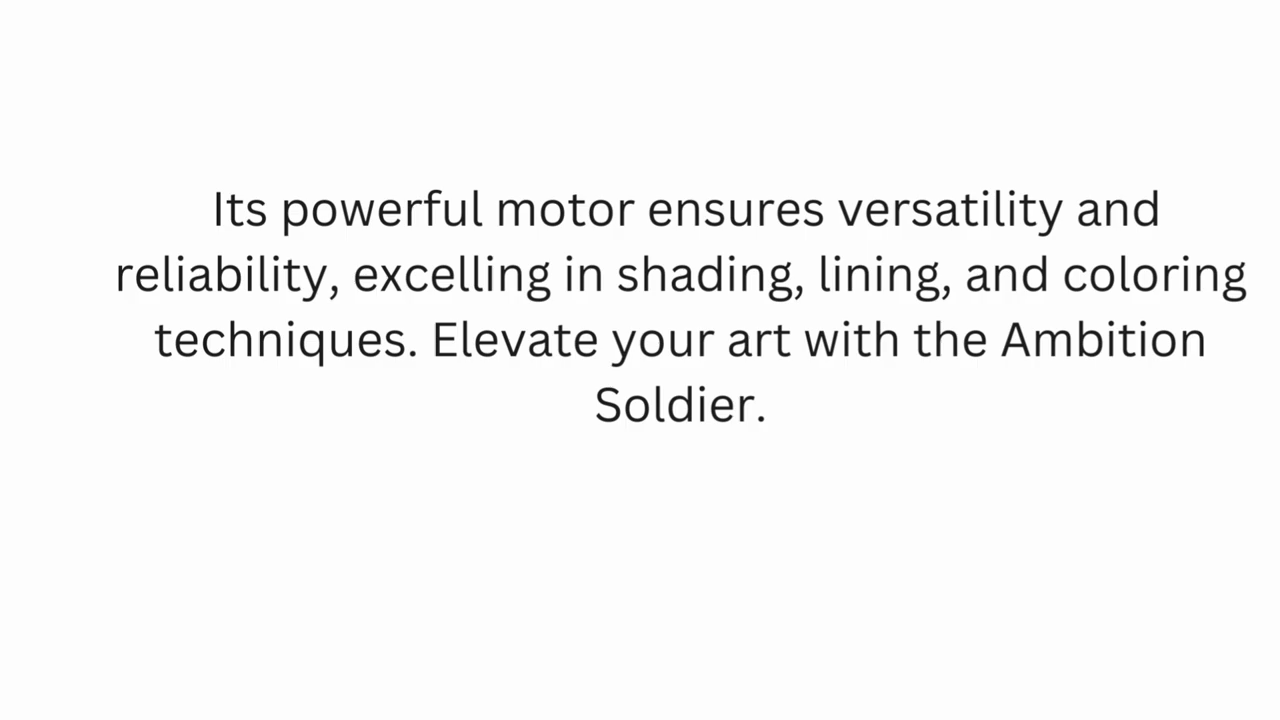 Its powerful motor ensures versatility and
reliability, excelling in shading, lining, and coloring
techniques. Elevate your art with the Ambition
Soldier.